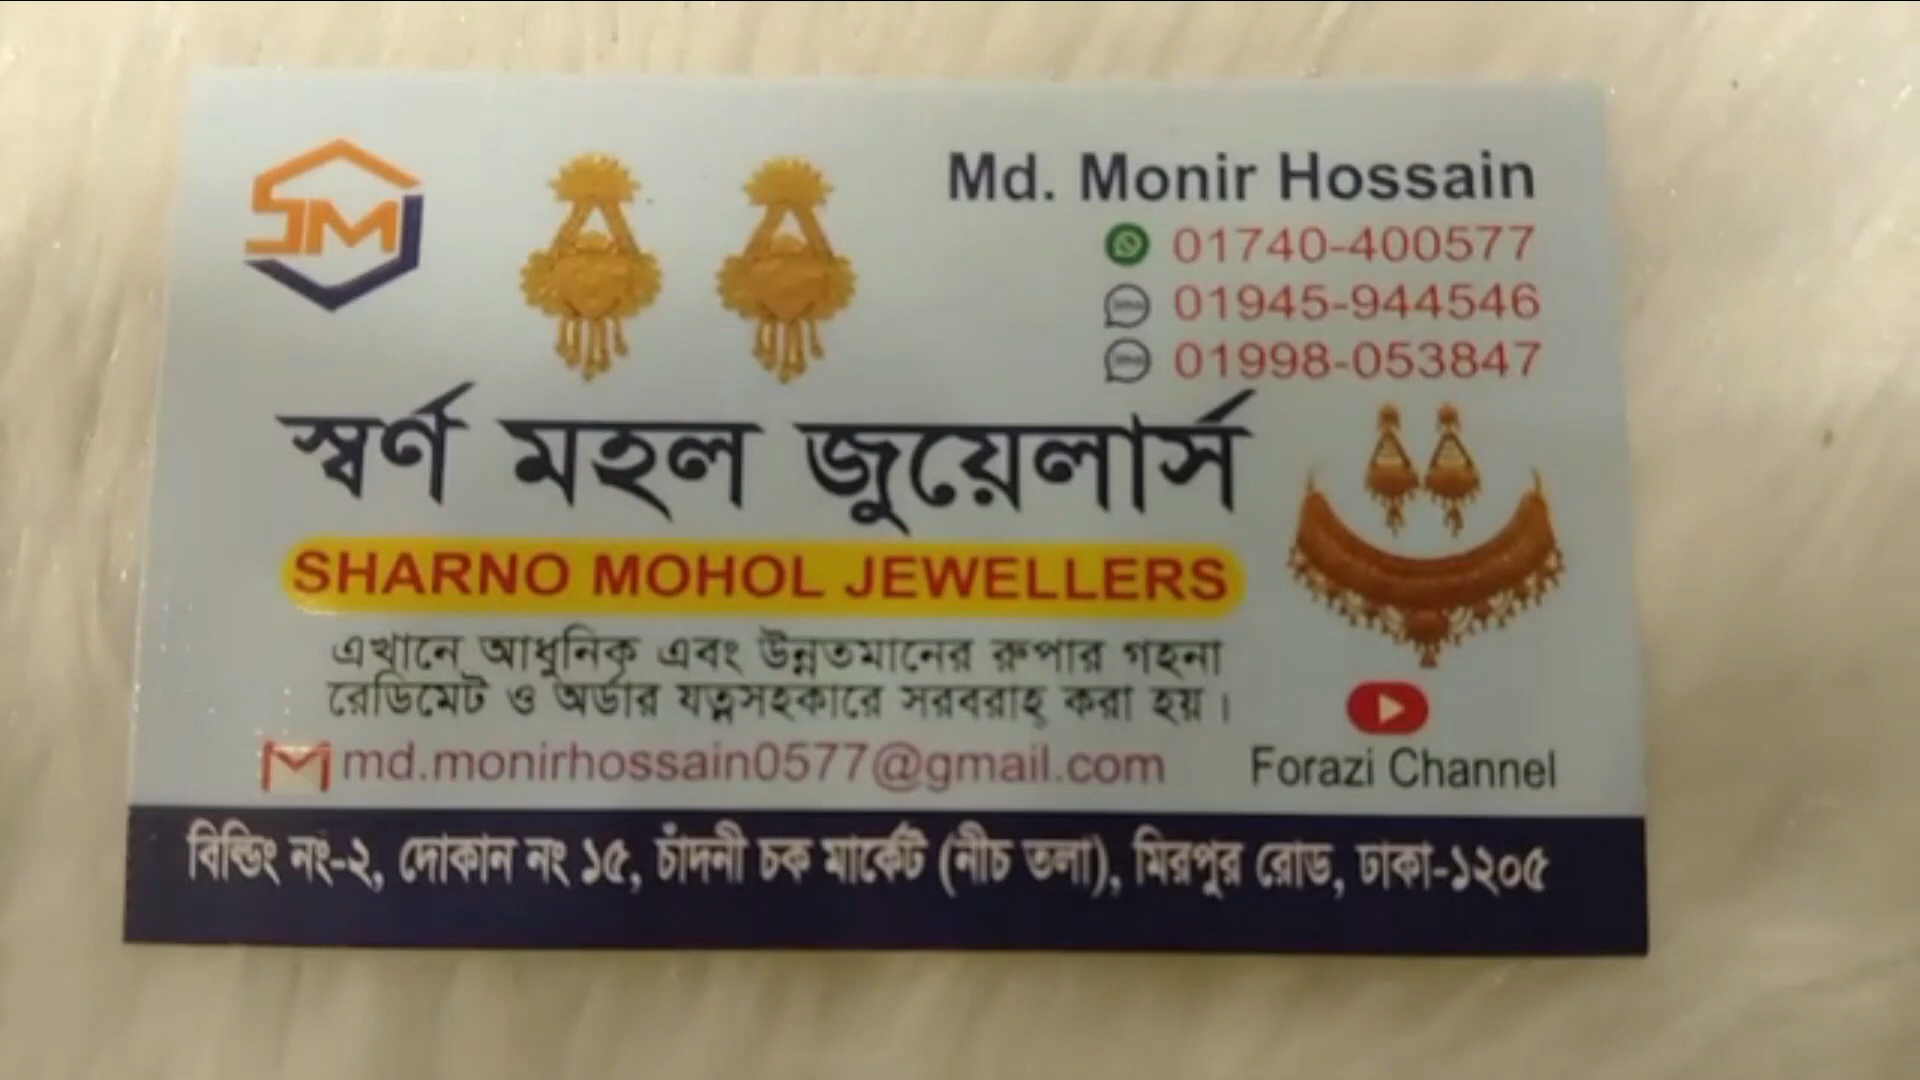 SMJ
Md. Monir Hossain
01740-400577
01945-944546
01998-053847
স্বর্ণ মহল জুয়েলার্স
SHARNO MOHOL JEWELLERS
এখানে আধুনিক এবং উন্নতমানের রুপার গহনা
রেডিমেট ও অর্ডার যত্নসহকারে সরবরাহ্ করা হয়।
md.monirhossain0577@gmail.com
Forazi Channel
বিল্ডিং নং-২, দোকান নং ১৫, চাঁদনী চক মার্কেট (নীচ তলা), মিরপুর রোড, ঢাকা-১২০৫